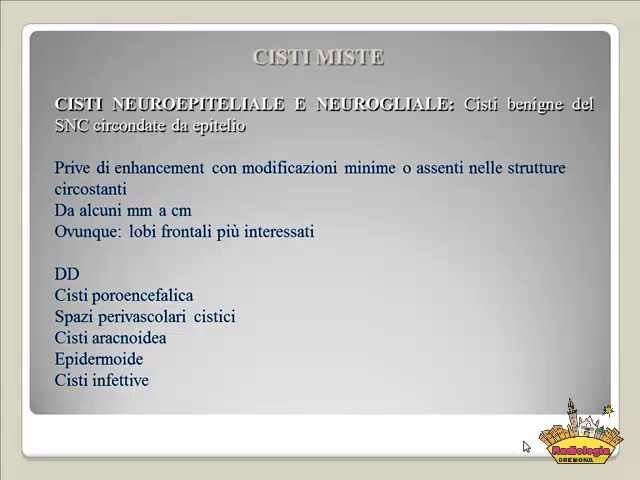 CISTI MISTE
CISTI NEUROEPITELIALE E NEUROGLIALE: Cisti benigne del
SNC circondate da epitelio
Prive di enhancement con modificazioni minime o assenti nelle strutture
circostanti
Da alcuni mm a cm
Ovunque: lobi frontali più interessati
DD
Cisti poroencefalica
Spazi perivascolari cistici
Cisti aracnoidea
Epidermoide
Cisti infettive
Radiologia
CREMONA